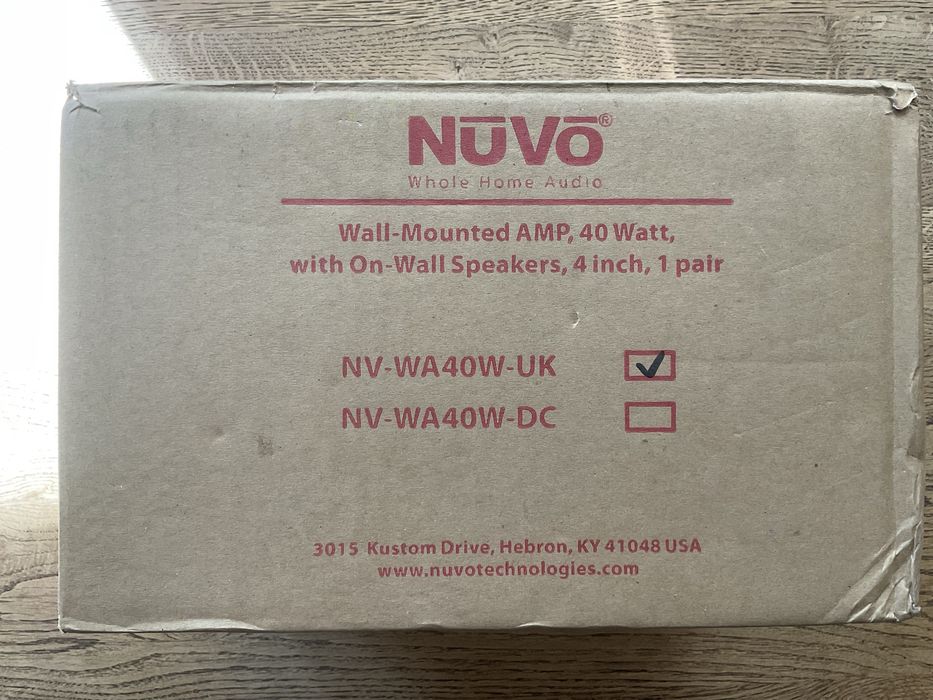 NŪVŌ®
Whole Home Audio
Wall-Mounted AMP, 40 Watt,
with On-Wall Speakers, 4 inch, 1 pair
NV-WA40W-UK
NV-WA40W-DC
3015 Kustom Drive, Hebron, KY 41048 USA
www.nuvotechnologies.com